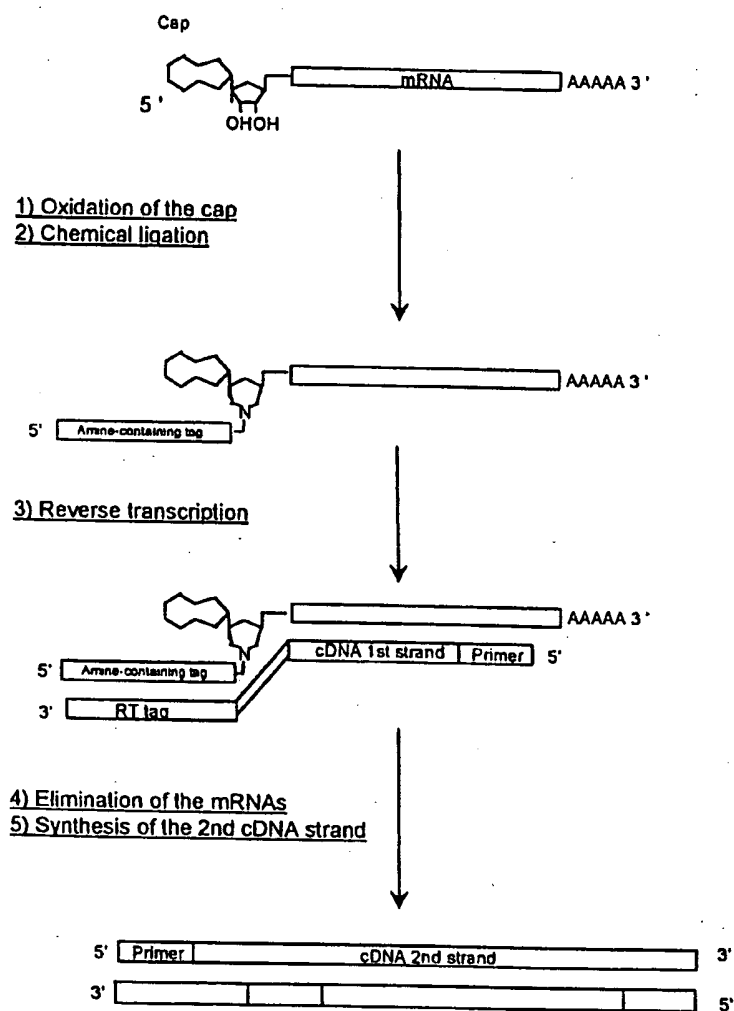 Cap
mRNA AAAAA 3'
5'
OHOH
1) Oxidation of the cap
2) Chemical ligation
AAAAA 3'
N
5' Amine-containing tag
3) Reverse transcription
AAAAA 3'
N
cDNA 1st strand Primer 5'
5' Amine-containing tag
3' RT tag
4) Elimination of the mRNAs
5) Synthesis of the 2nd cDNA strand
5' Primer cDNA 2nd strand 3'
3' 5'